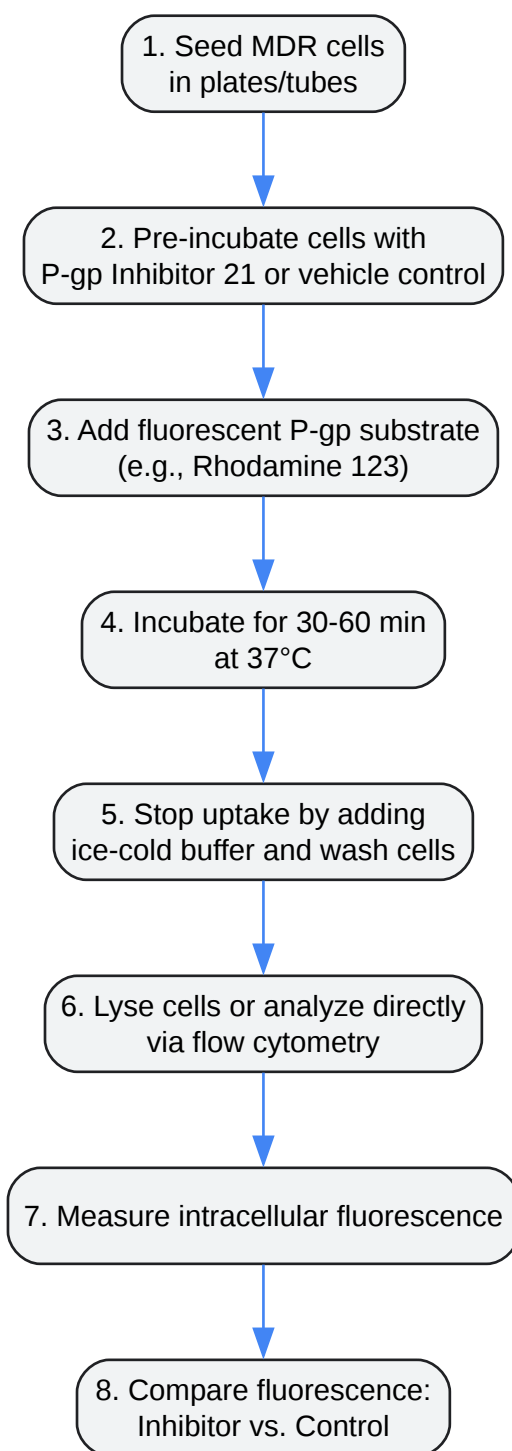 1. Seed MDR cells
in plates/tubes
2. Pre-incubate cells with
P-gp Inhibitor 21 or vehicle control
3. Add fluorescent P-gp substrate
(e.g., Rhodamine 123)
4. Incubate for 30-60 min
at 37°C
5. Stop uptake by adding
ice-cold buffer and wash cells
6. Lyse cells or analyze directly
via flow cytometry
7. Measure intracellular fluorescence
8. Compare fluorescence:
Inhibitor vs. Control